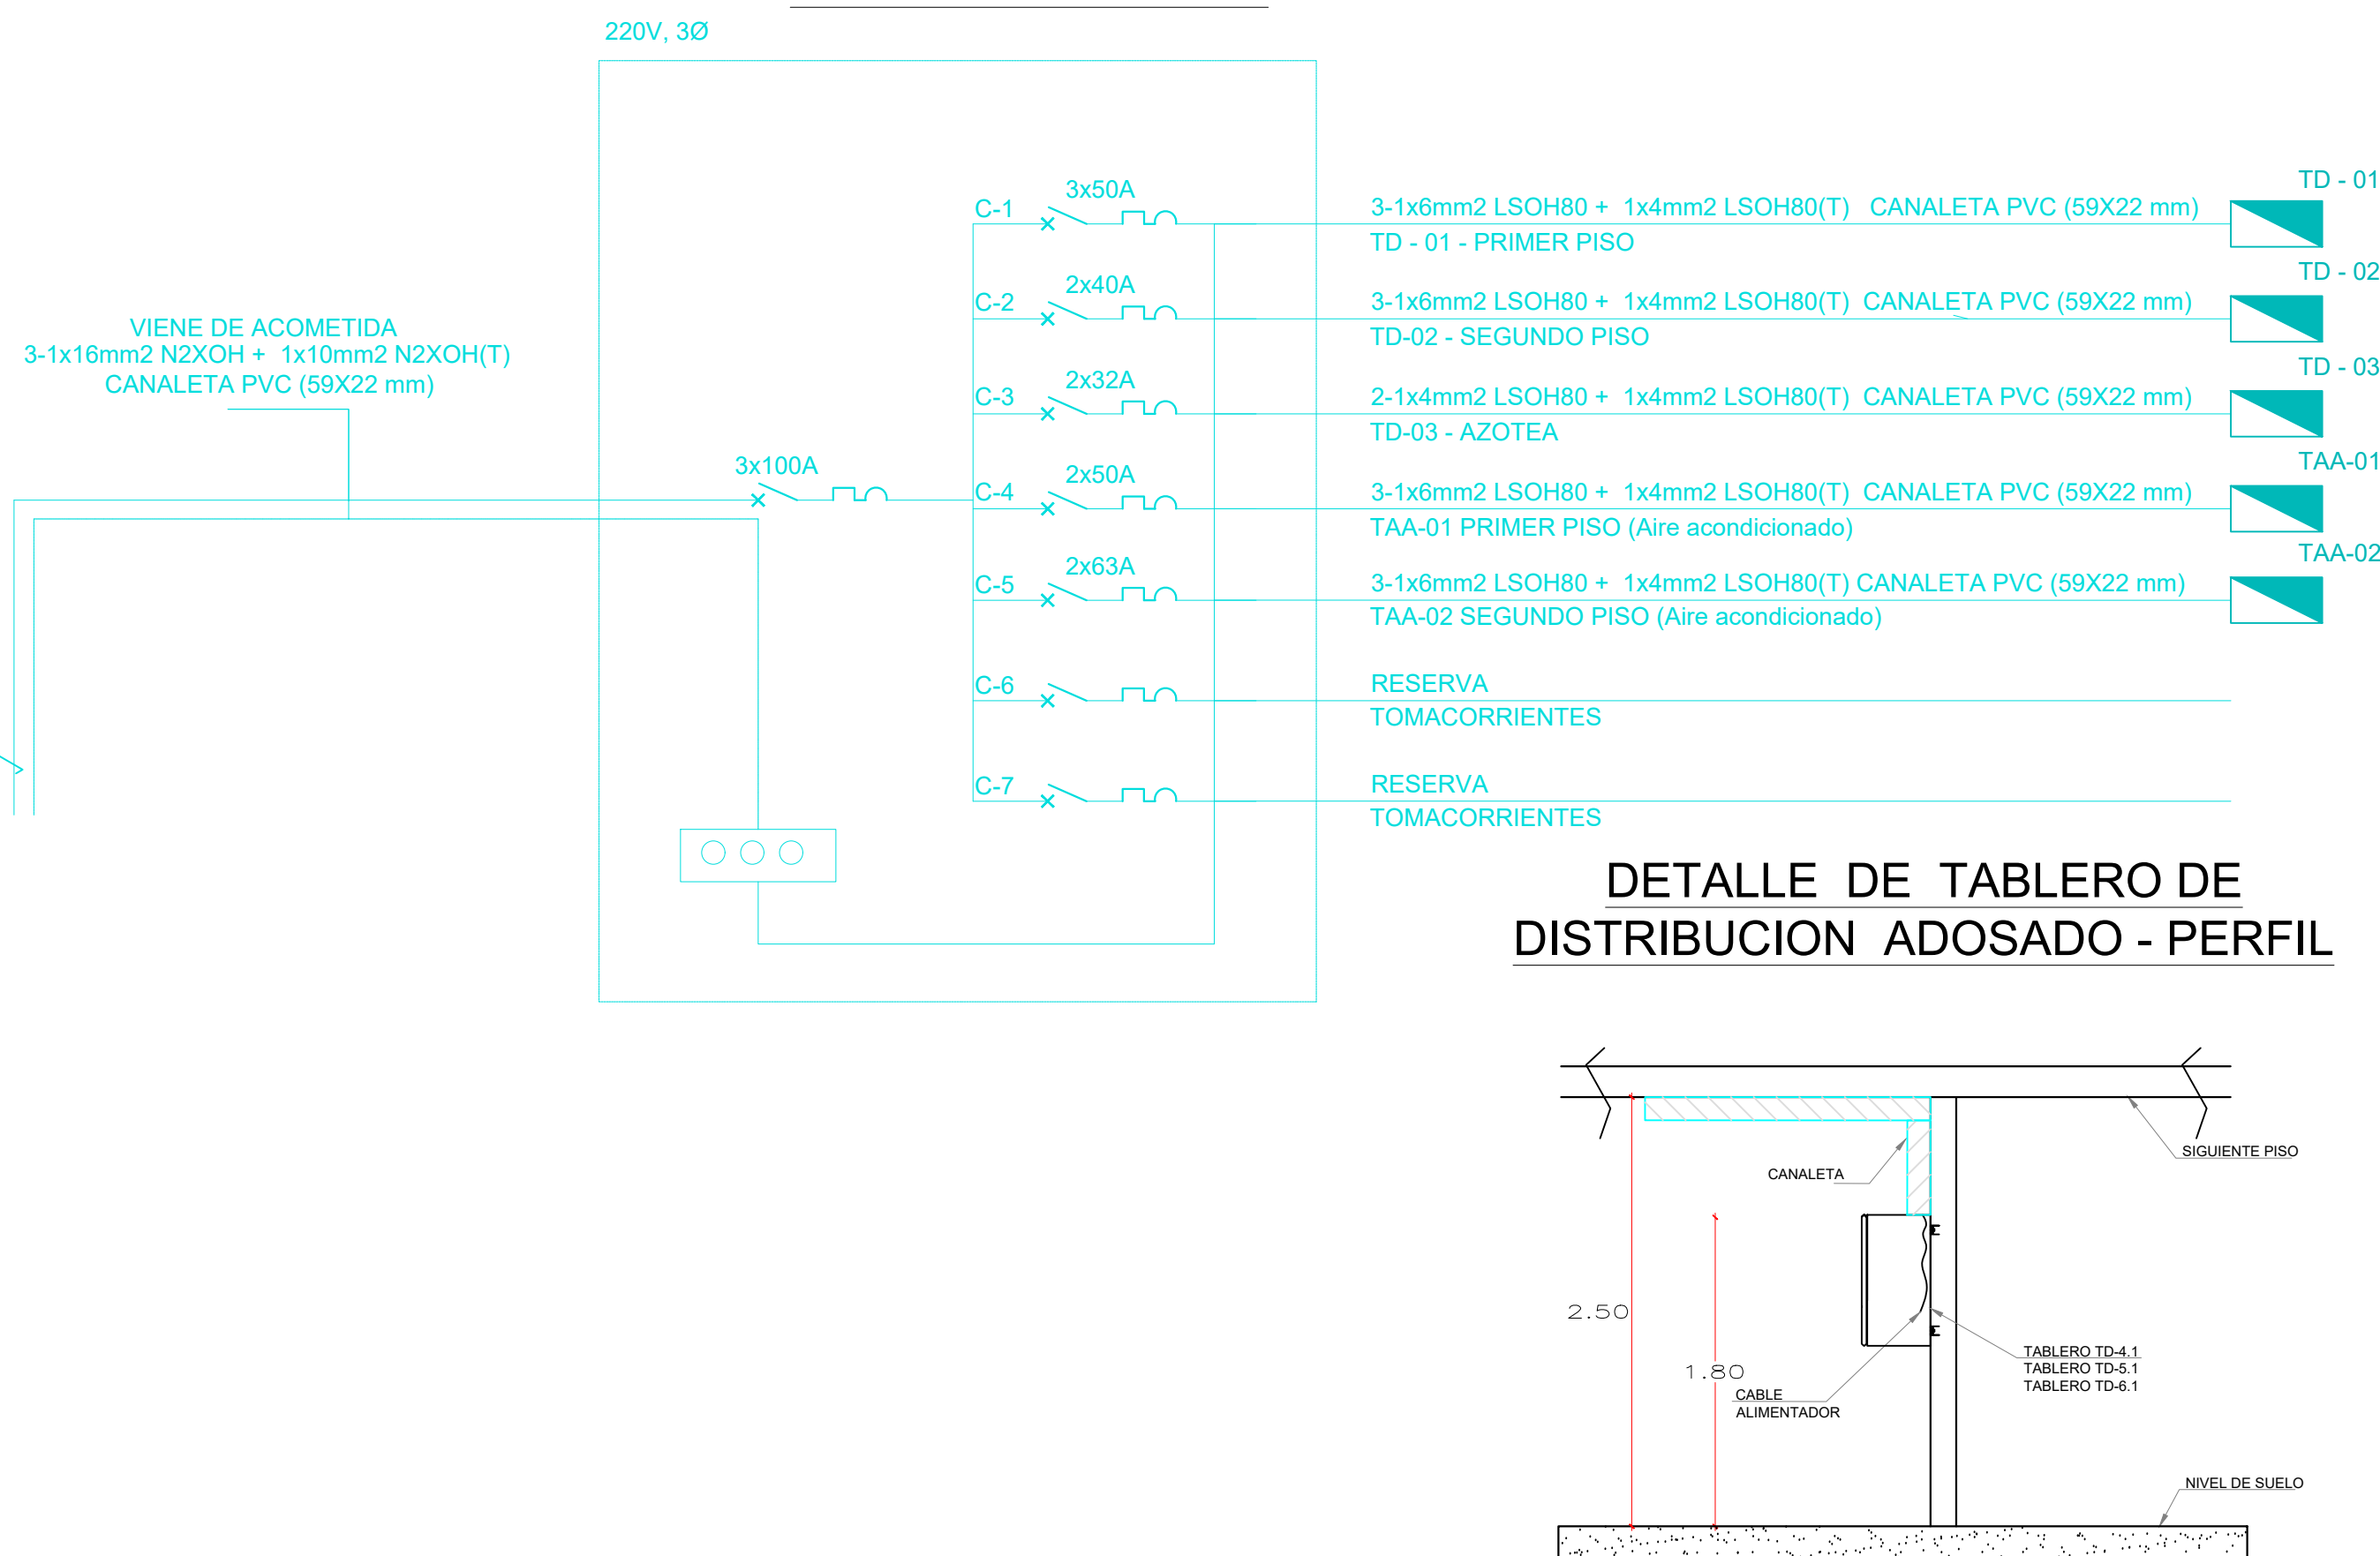 220V, 3Ø
VIENE DE ACOMETIDA
3-1x16mm2 N2XOH + 1x10mm2 N2XOH(T)
CANALETA PVC (59X22 mm)
3x100A
C-1
3x50A
3-1x6mm2 LSOH80 + 1x4mm2 LSOH80(T) CANALETA PVC (59X22 mm)
TD - 01 - PRIMER PISO
TD - 01
C-2
2x40A
3-1x6mm2 LSOH80 + 1x4mm2 LSOH80(T) CANALETA PVC (59X22 mm)
TD-02 - SEGUNDO PISO
TD - 02
C-3
2x32A
2-1x4mm2 LSOH80 + 1x4mm2 LSOH80(T) CANALETA PVC (59X22 mm)
TD-03 - AZOTEA
TD - 03
C-4
2x50A
3-1x6mm2 LSOH80 + 1x4mm2 LSOH80(T) CANALETA PVC (59X22 mm)
TAA-01 PRIMER PISO (Aire acondicionado)
TAA-01
C-5
2x63A
3-1x6mm2 LSOH80 + 1x4mm2 LSOH80(T) CANALETA PVC (59X22 mm)
TAA-02 SEGUNDO PISO (Aire acondicionado)
TAA-02
C-6
RESERVA
TOMACORRIENTES
C-7
RESERVA
TOMACORRIENTES
DETALLE DE TABLERO DE
DISTRIBUCION ADOSADO - PERFIL
SIGUIENTE PISO
CANALETA
2.50
1.80
TABLERO TD-4.1
TABLERO TD-5.1
TABLERO TD-6.1
CABLE
ALIMENTADOR
NIVEL DE SUELO